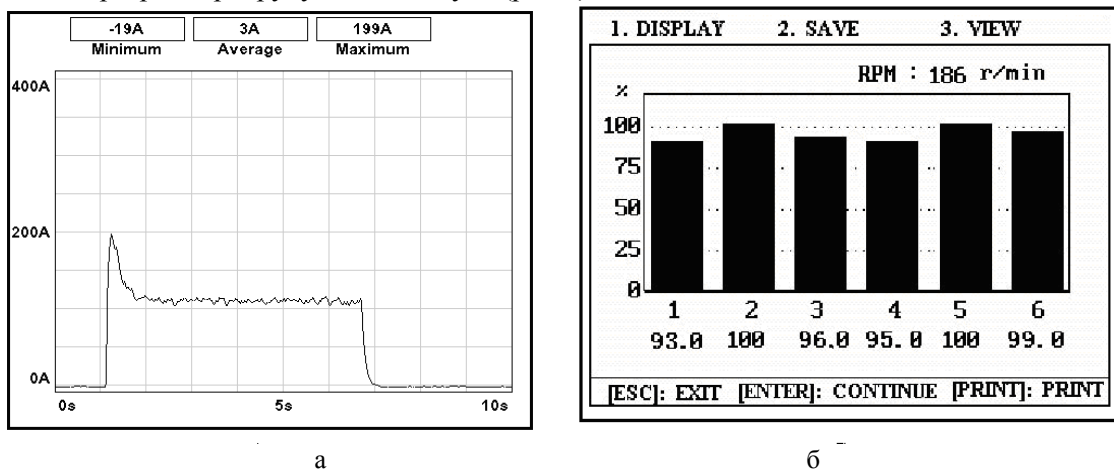 -19A 3A 199A
Minimum Average Maximum
400A
200A
0A
0s 5s 10s
а
1. DISPLAY 2. SAVE 3. VIEW
RPM : 186 r/min
%
100
75
50
25
0
1 2 3 4 5 6
93.0 100 96.0 95.0 100 99.0
[ESC]: EXIT [ENTER]: CONTINUE [PRINT]: PRINT
б